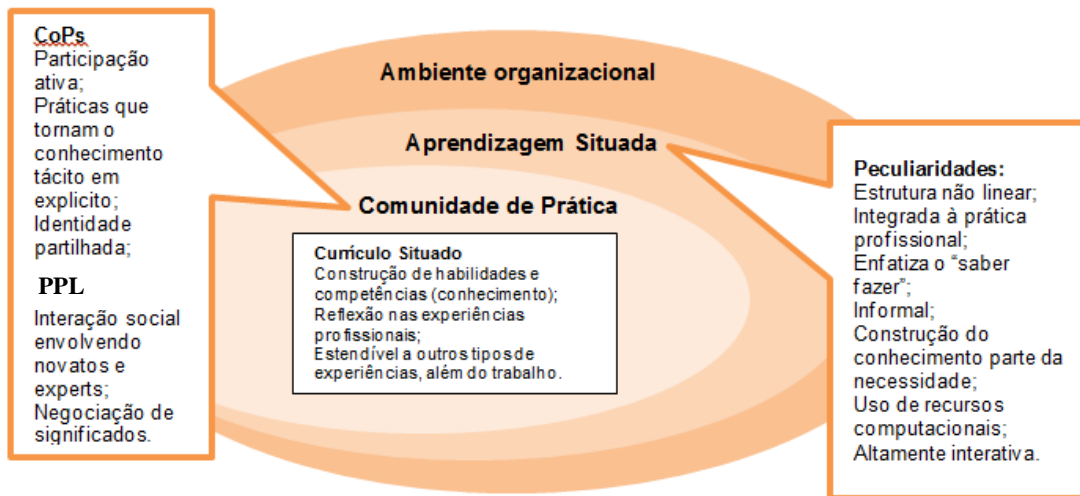 CoPs
Participação
ativa;
Práticas que
tornam o
conhecimento
tácito em
explicito;
Identidade
partilhada;
PPL
Interação social
envolvendo
novatos e
experts;
Negociação de
significados.
Ambiente organizacional
Aprendizagem Situada
Comunidade de Prática
Currículo Situado
Construção de habilidades e
competências (conhecimento);
Reflexão nas experiências
profissionais;
Estendível a outros tipos de
experiências, além do trabalho.
Peculiaridades:
Estrutura não linear;
Integrada à prática
profissional;
Enfatiza o “saber
fazer”;
Informal;
Construção do
conhecimento parte da
necessidade;
Uso de recursos
computacionais;
Altamente interativa.